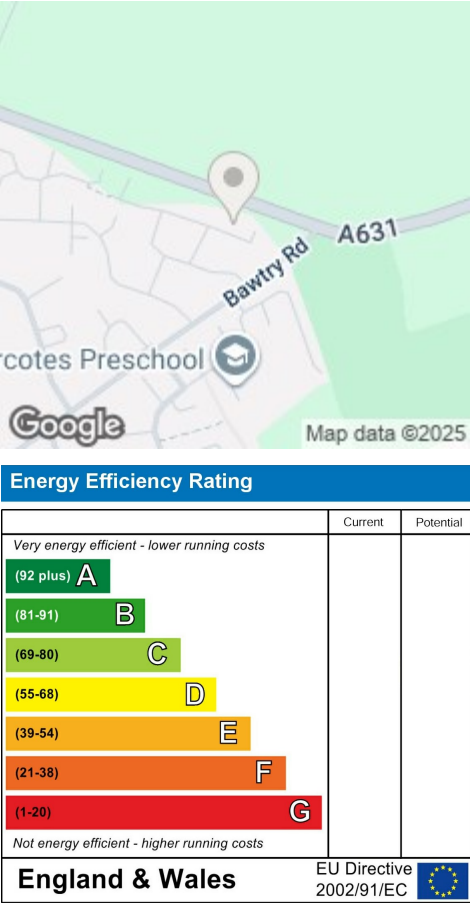 A631
Bawtry Rd
rcotes Preschool
Google
Map data ©2025
Energy Efficiency Rating
Current Potential
Very energy efficient - lower running costs
(92 plus) A
(81-91) B
(69-80) C
(55-68) D
(39-54) E
(21-38) F
(1-20) G
Not energy efficient - higher running costs
England & Wales
EU Directive
2002/91/EC